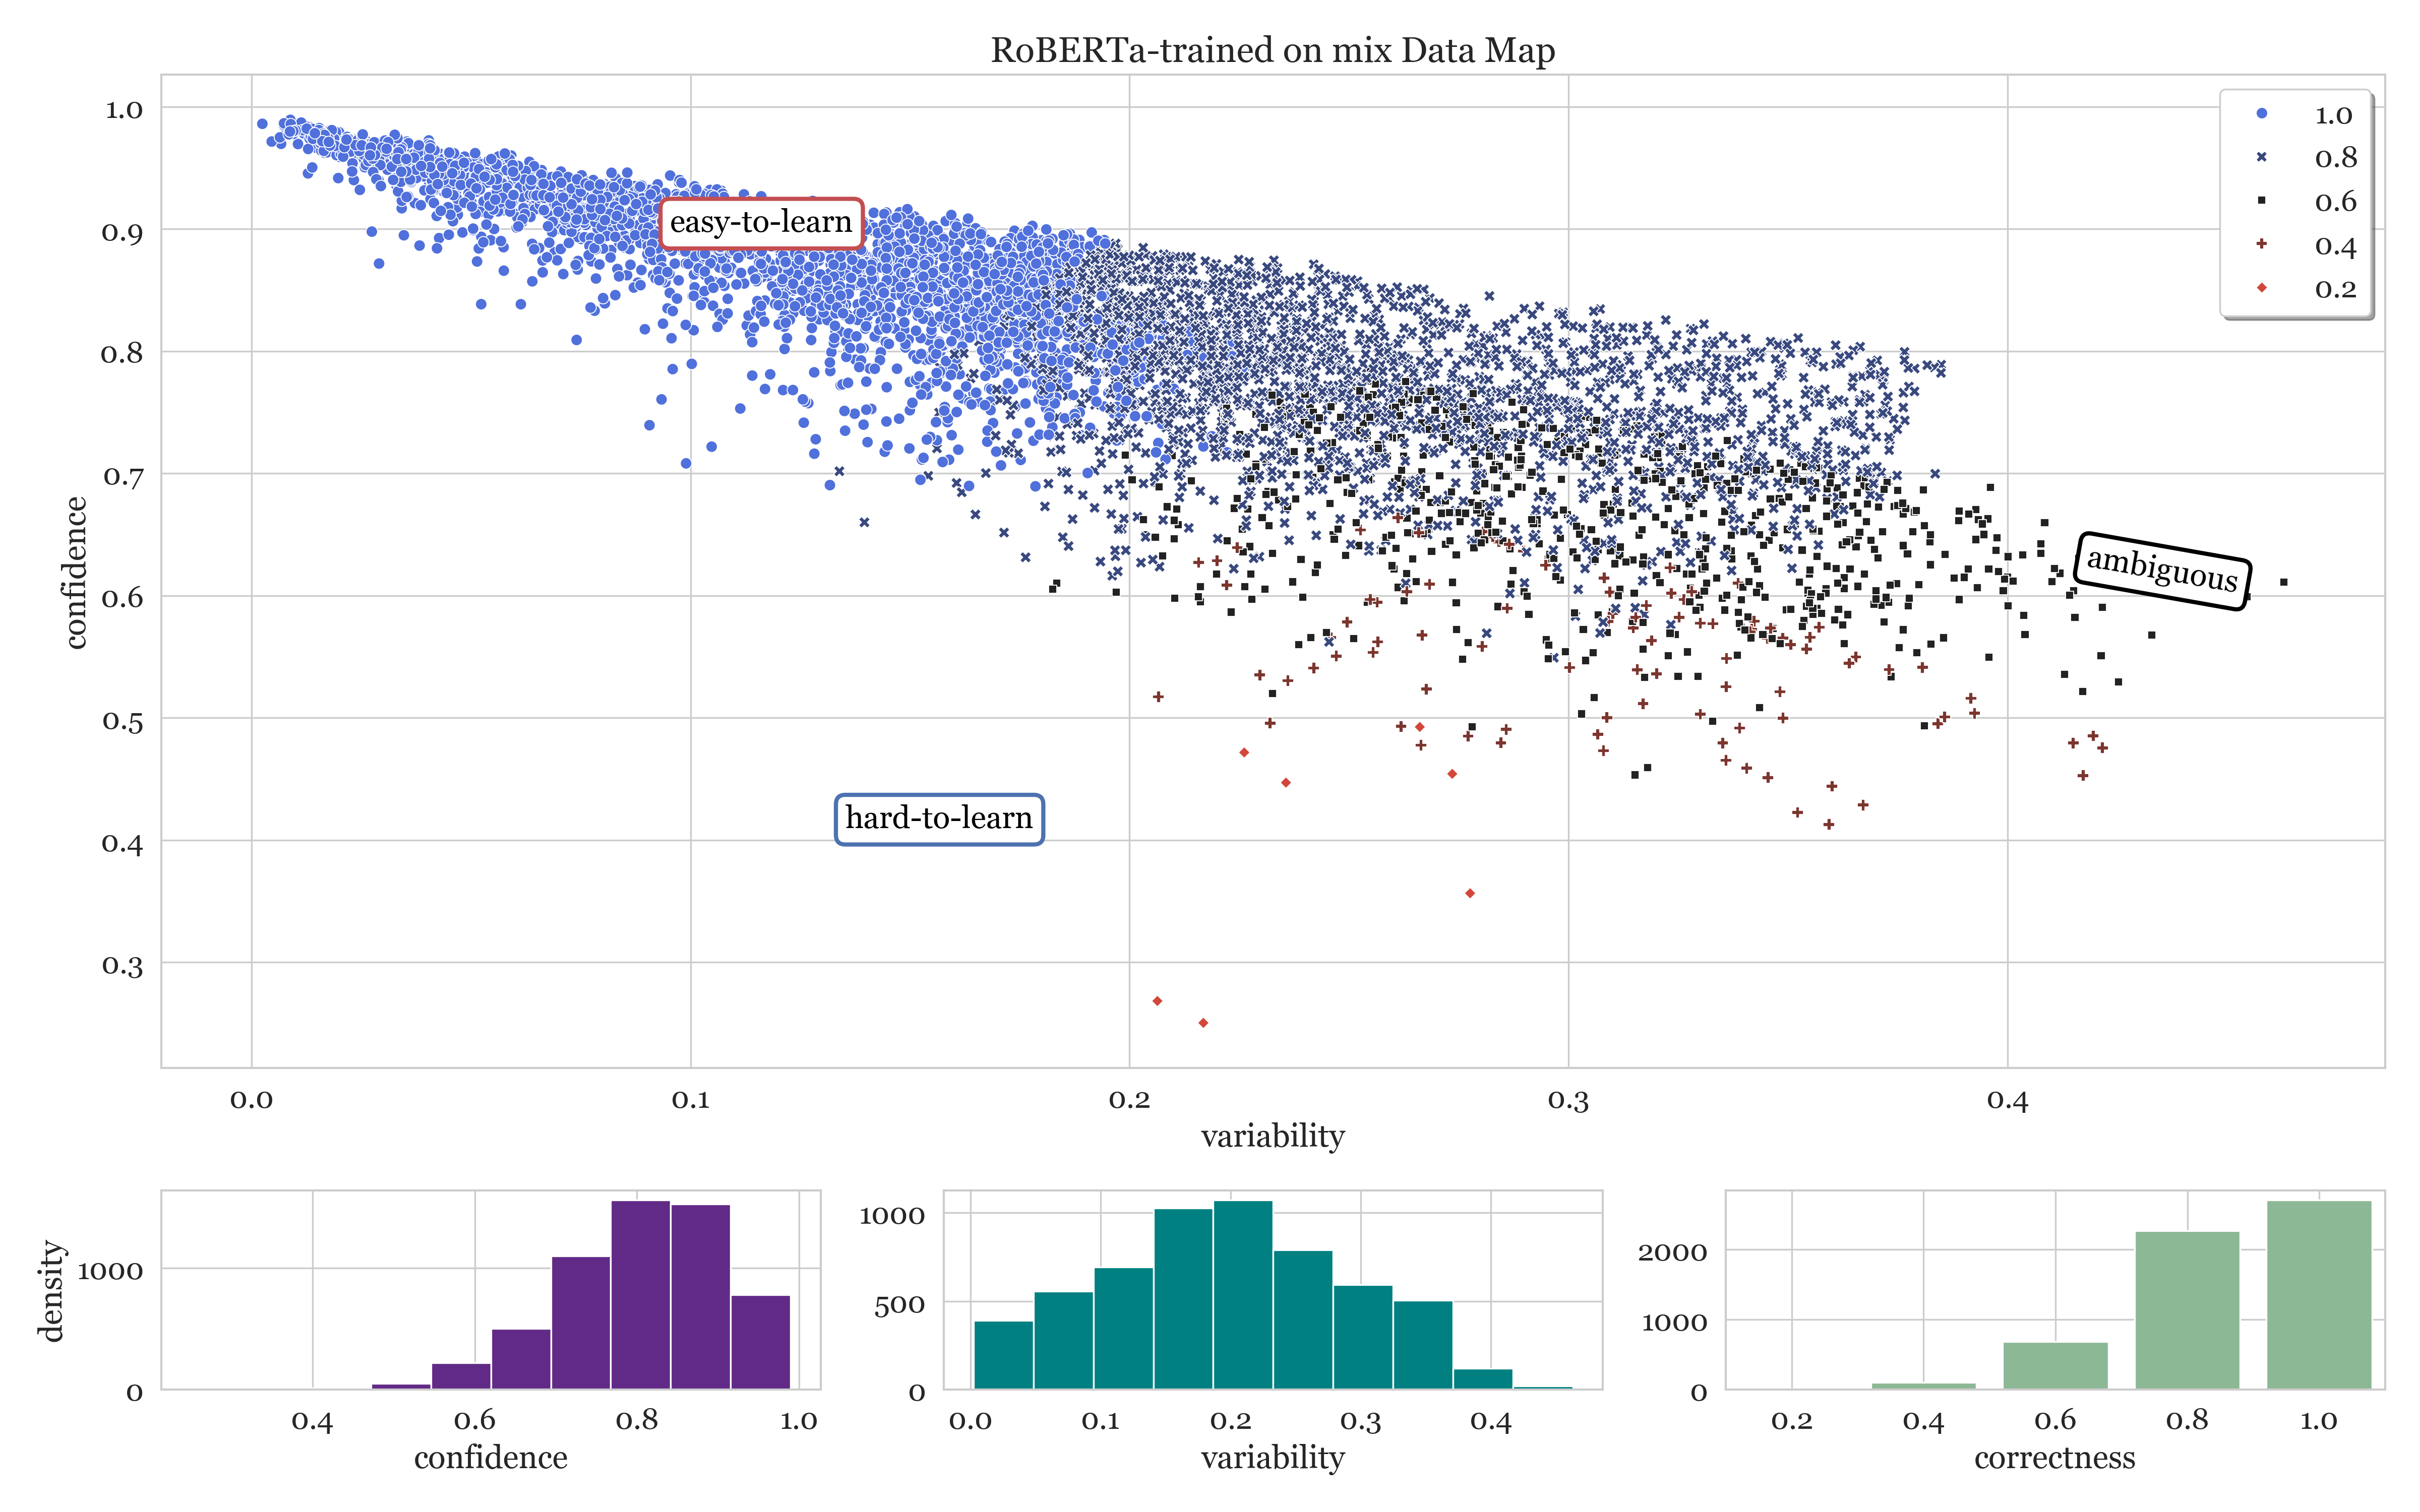 RoBERTa-trained on mix Data Map
1.0
0.9
0.8
0.7
0.6
0.5
0.4
0.3
confidence
easy-to-learn
ambiguous
hard-to-learn
1.0
0.8
0.6
0.4
0.2
0.0 0.1 0.2 0.3 0.4
variability
density
1000
0
0.4 0.6 0.8 1.0
confidence
1000
500
0
0.0 0.1 0.2 0.3 0.4
variability
2000
1000
0
0.2 0.4 0.6 0.8 1.0
correctness